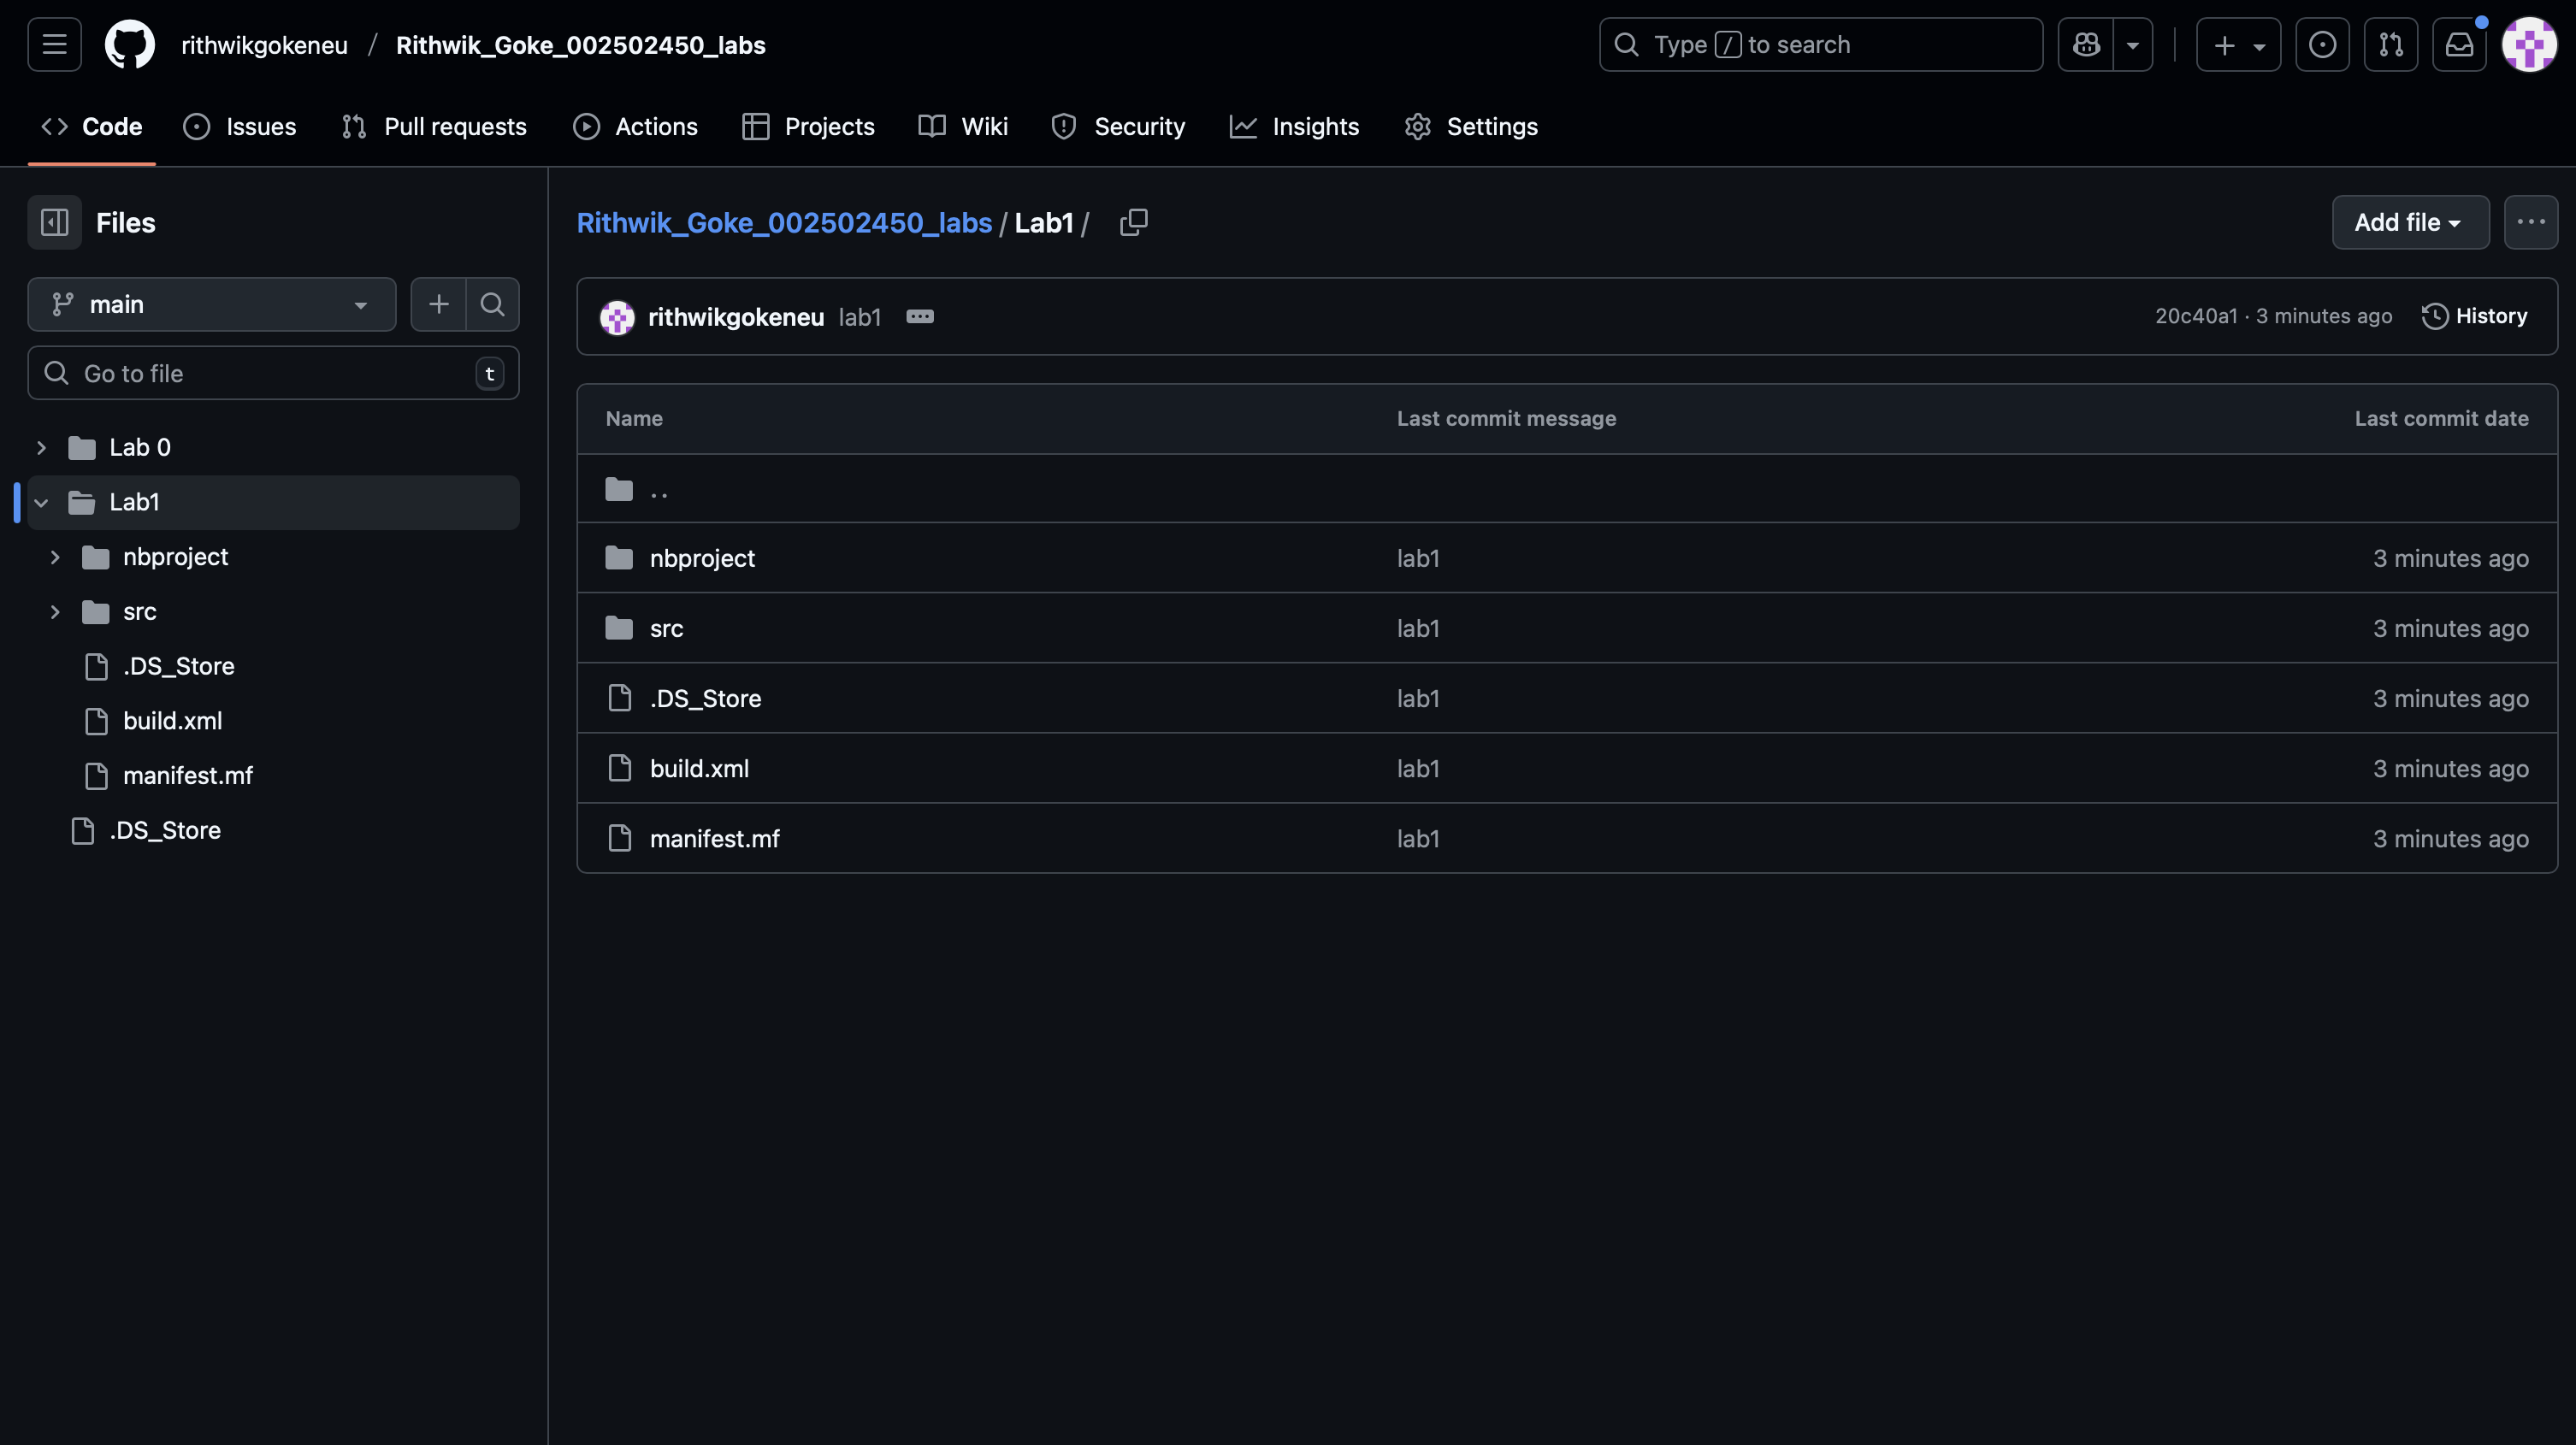 rithwikgokeneu / Rithwik_Goke_002502450_labs
Type / to search
Code
Issues
Pull requests
Actions
Projects
Wiki
Security
Insights
Settings
Files
main
Go to file
t
Lab 0
Lab1
nbproject
src
.DS_Store
build.xml
manifest.mf
.DS_Store
Rithwik_Goke_002502450_labs / Lab1 /
Add file
rithwikgokeneu lab1
20c40a1 · 3 minutes ago
History
Name Last commit message Last commit date
..
nbproject lab1 3 minutes ago
src lab1 3 minutes ago
.DS_Store lab1 3 minutes ago
build.xml lab1 3 minutes ago
manifest.mf lab1 3 minutes ago